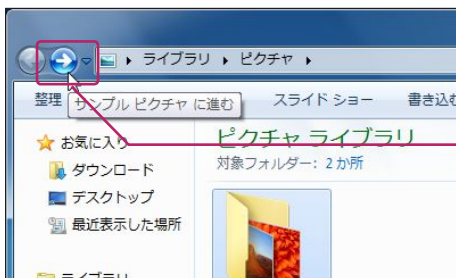 ライブラリ ▸ ピクチャ ▸
整理
サンプル ピクチャ に進む
スライド ショー
書き込む
お気に入り
ピクチャ ライブラリ
対象フォルダー: 2 か所
ダウンロード
デスクトップ
最近表示した場所
ライブラリ